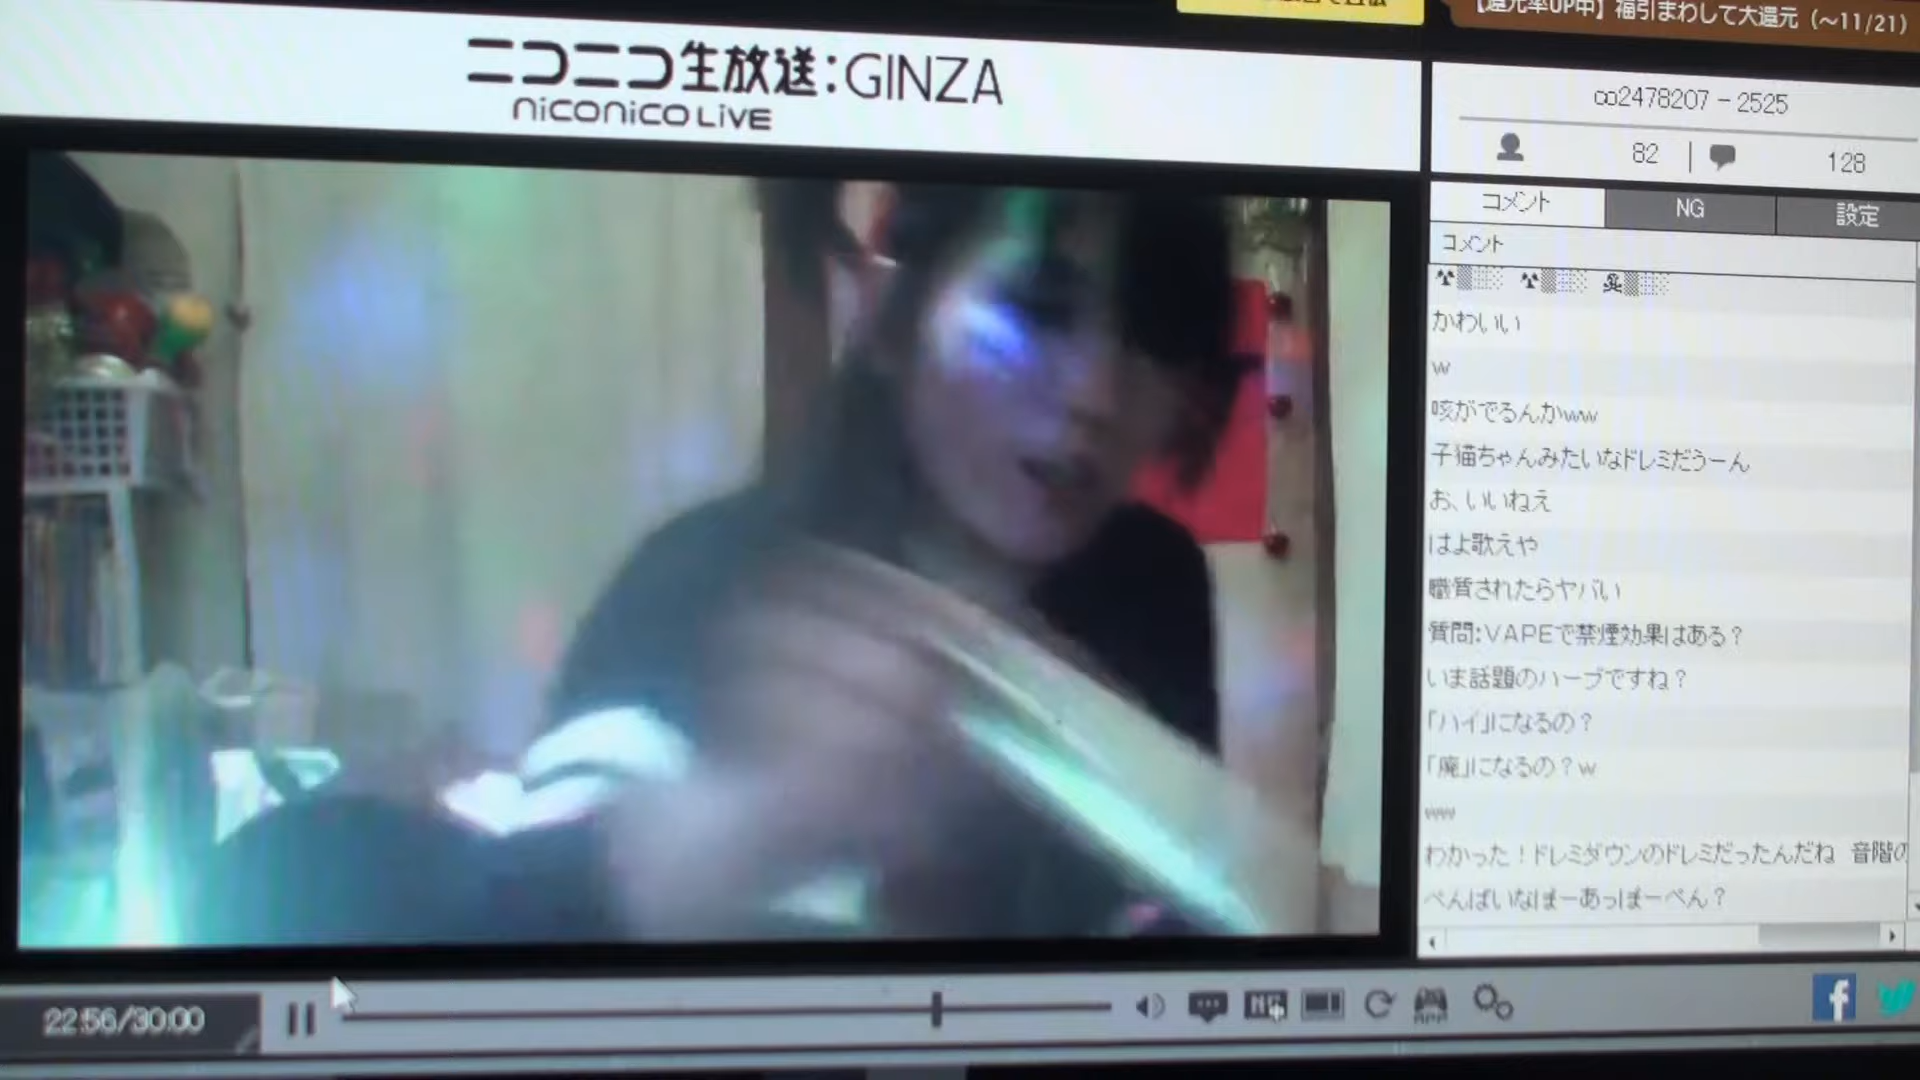 【還元率UP中】福引まわして大還元（～11/21）
ニコニコ生放送:GINZA
niconico LiVE
co2478207 - 2525
82 | 128
コメント NG 設定
コメント
かわいい
w
咳がでるんかww
子猫ちゃんみたいなドレミだうーん
お、いいねえ
はよ歌えや
職質されたらヤバい
質問:VAPEで禁煙効果はある？
いま話題のハーブですね？
「ハイ」になるの？
「廃」になるの？w
ww
わかった！ドレミダウンのドレミだったんだね 音階の
ぺんぱいなぽーあっぽーぺん？
22:56/30:00